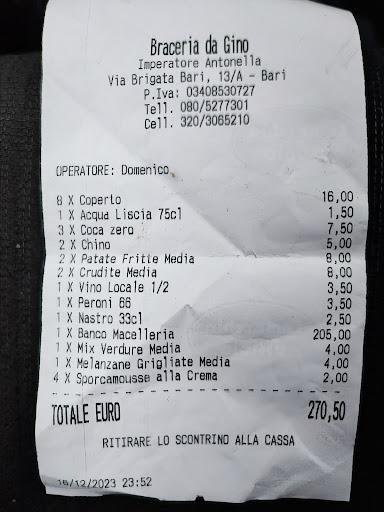 Braceria da Gino
Imperatore Antonella
Via Brigata Bari, 13/A - Bari
P.Iva: 03408530727
Tell. 080/5277301
Cell. 320/3065210
OPERATORE: Domenico
8 X Coperto 16,00
1 X Acqua Liscia 75cl 1,50
3 X Coca zero 7,50
2 X Chino 5,00
2 X Patate Fritte Media 8,00
2 X Crudite Media 8,00
1 X Vino Locale 1/2 3,50
1 X Peroni 66 3,50
1 X Nastro 33cl 2,50
1 X Banco Macelleria 205,00
1 X Mix Verdure Media 4,00
1 X Melanzane Grigliate Media 4,00
4 X Sporcamousse alla Crema 2,00
TOTALE EURO 270,50
RITIRARE LO SCONTRINO ALLA CASSA
16/12/2023 23:52